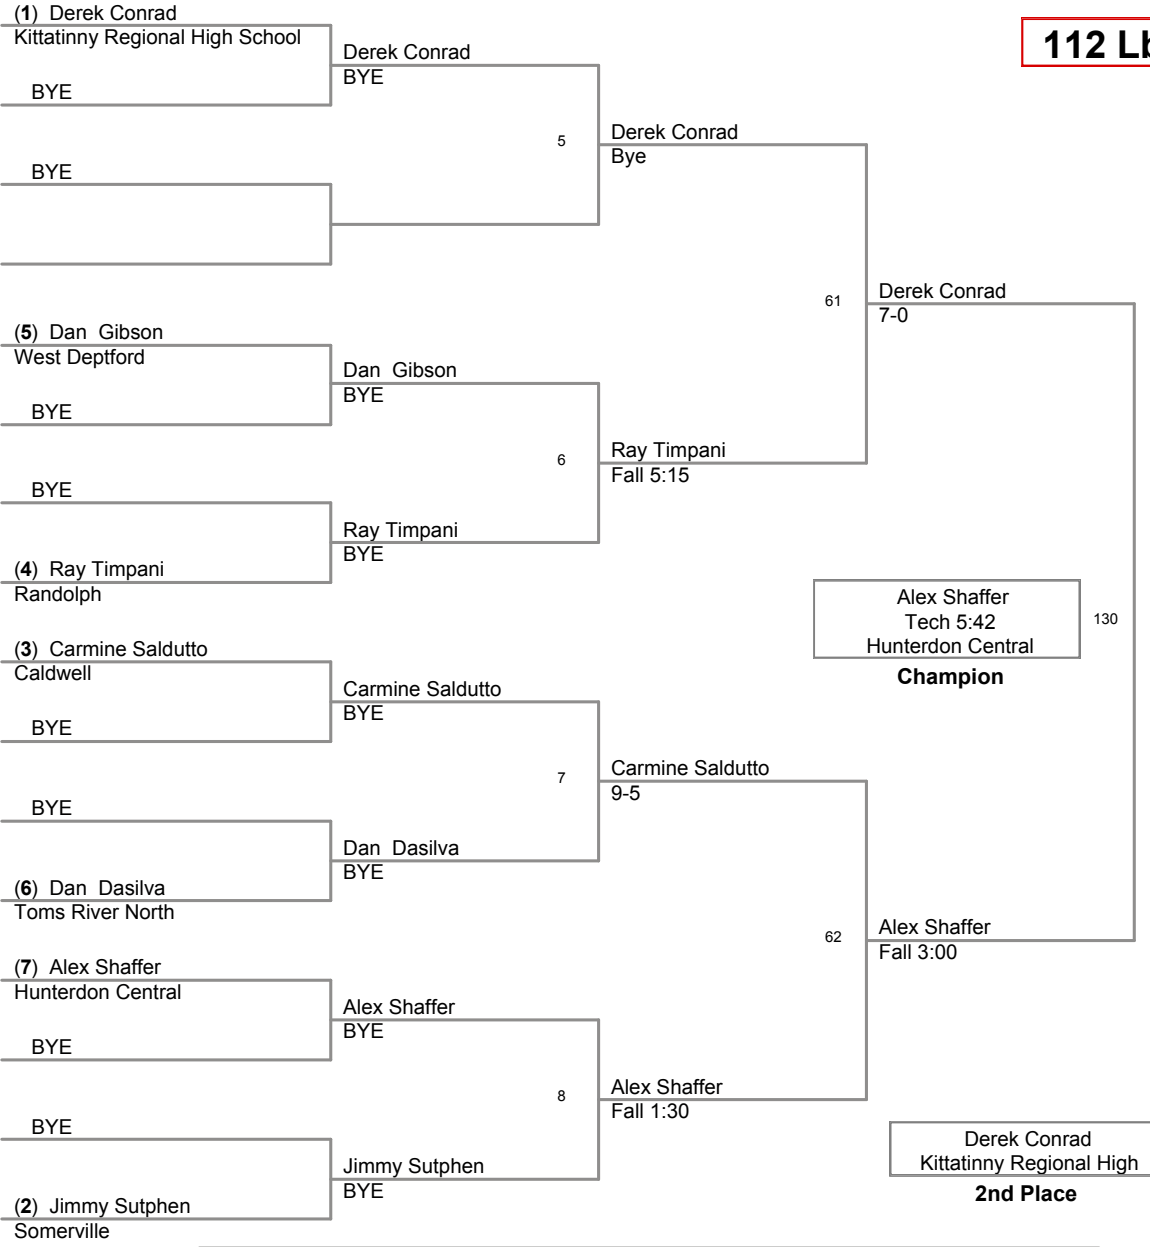 (1) Derek Conrad
Kittatinny Regional High School
BYE
BYE
(5) Dan Gibson
West Deptford
BYE
BYE
(4) Ray Timpani
Randolph
(3) Carmine Saldutto
Caldwell
BYE
BYE
(6) Dan Dasilva
Toms River North
(7) Alex Shaffer
Hunterdon Central
BYE
BYE
(2) Jimmy Sutphen
Somerville
Derek Conrad
BYE
5
Dan Gibson
BYE
6
Ray Timpani
BYE
Carmine Saldutto
BYE
7
Dan Dasilva
BYE
Alex Shaffer
BYE
8
Jimmy Sutphen
BYE
Derek Conrad
Bye
61
Ray Timpani
Fall 5:15
Carmine Saldutto
9-5
62
Alex Shaffer
Fall 1:30
112 Lb
Derek Conrad
7-0
Alex Shaffer
Tech 5:42
Hunterdon Central
130
Champion
Alex Shaffer
Fall 3:00
Derek Conrad
Kittatinny Regional High
2nd Place